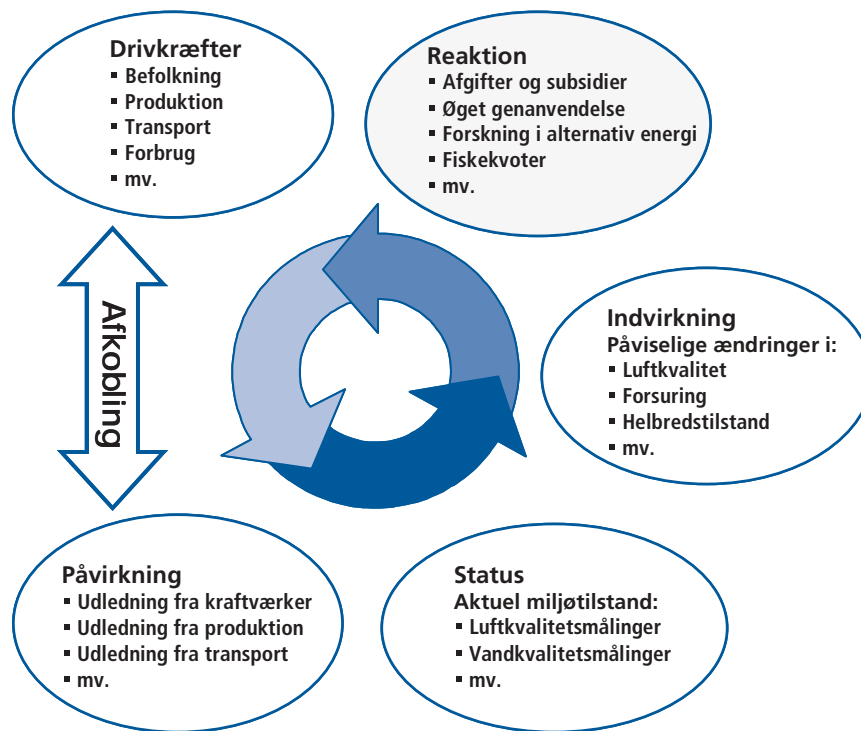 Drivkræfter
▪ Befolkning
▪ Produktion
▪ Transport
▪ Forbrug
▪ mv.
Reaktion
▪ Afgifter og subsidier
▪ Øget genanvendelse
▪ Forskning i alternativ energi
▪ Fiskekvoter
▪ mv.
Afkobling
Indvirkning
Påviselige ændringer i:
▪ Luftkvalitet
▪ Forsuring
▪ Helbredstilstand
▪ mv.
Påvirkning
▪ Udledning fra kraftværker
▪ Udledning fra produktion
▪ Udledning fra transport
▪ mv.
Status
Aktuel miljøtilstand:
▪ Luftkvalitetsmålinger
▪ Vandkvalitetsmålinger
▪ mv.